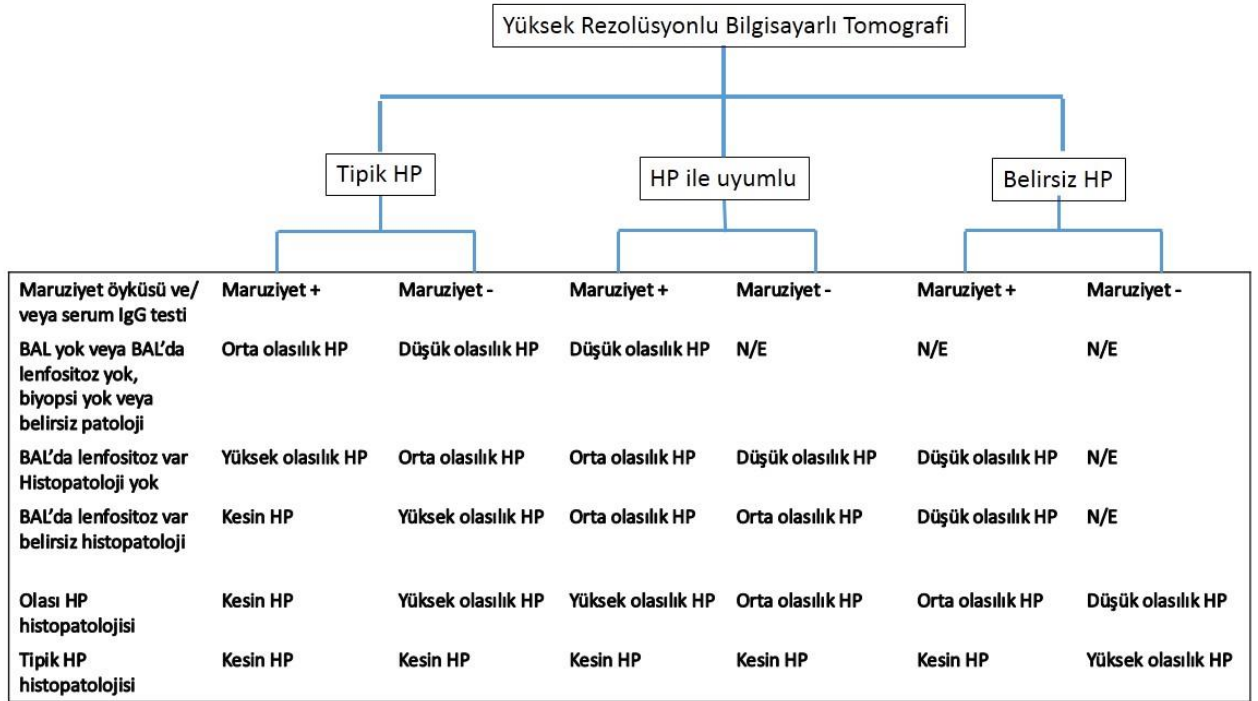 Yüksek Rezolüsyonlu Bilgisayarlı Tomografi
Tipik HP
HP ile uyumlu
Belirsiz HP
Maruziyet öyküsü ve/ Maruziyet + Maruziyet - Maruziyet + Maruziyet - Maruziyet + Maruziyet -
veya serum IgG testi
BAL yok veya BAL'da Orta olasılık HP Düşük olasılık HP Düşük olasılık HP N/E N/E N/E
lenfositoz yok,
biyopsi yok veya
belirsiz patoloji
BAL'da lenfositoz var Yüksek olasılık HP Orta olasılık HP Orta olasılık HP Düşük olasılık HP Düşük olasılık HP N/E
Histopatoloji yok
BAL'da lenfositoz var Kesin HP Yüksek olasılık HP Orta olasılık HP Orta olasılık HP Düşük olasılık HP N/E
belirsiz histopatoloji
Olası HP Kesin HP Yüksek olasılık HP Yüksek olasılık HP Orta olasılık HP Orta olasılık HP Düşük olasılık HP
histopatolojisi
Tipik HP Kesin HP Kesin HP Kesin HP Kesin HP Kesin HP Yüksek olasılık HP
histopatolojisi